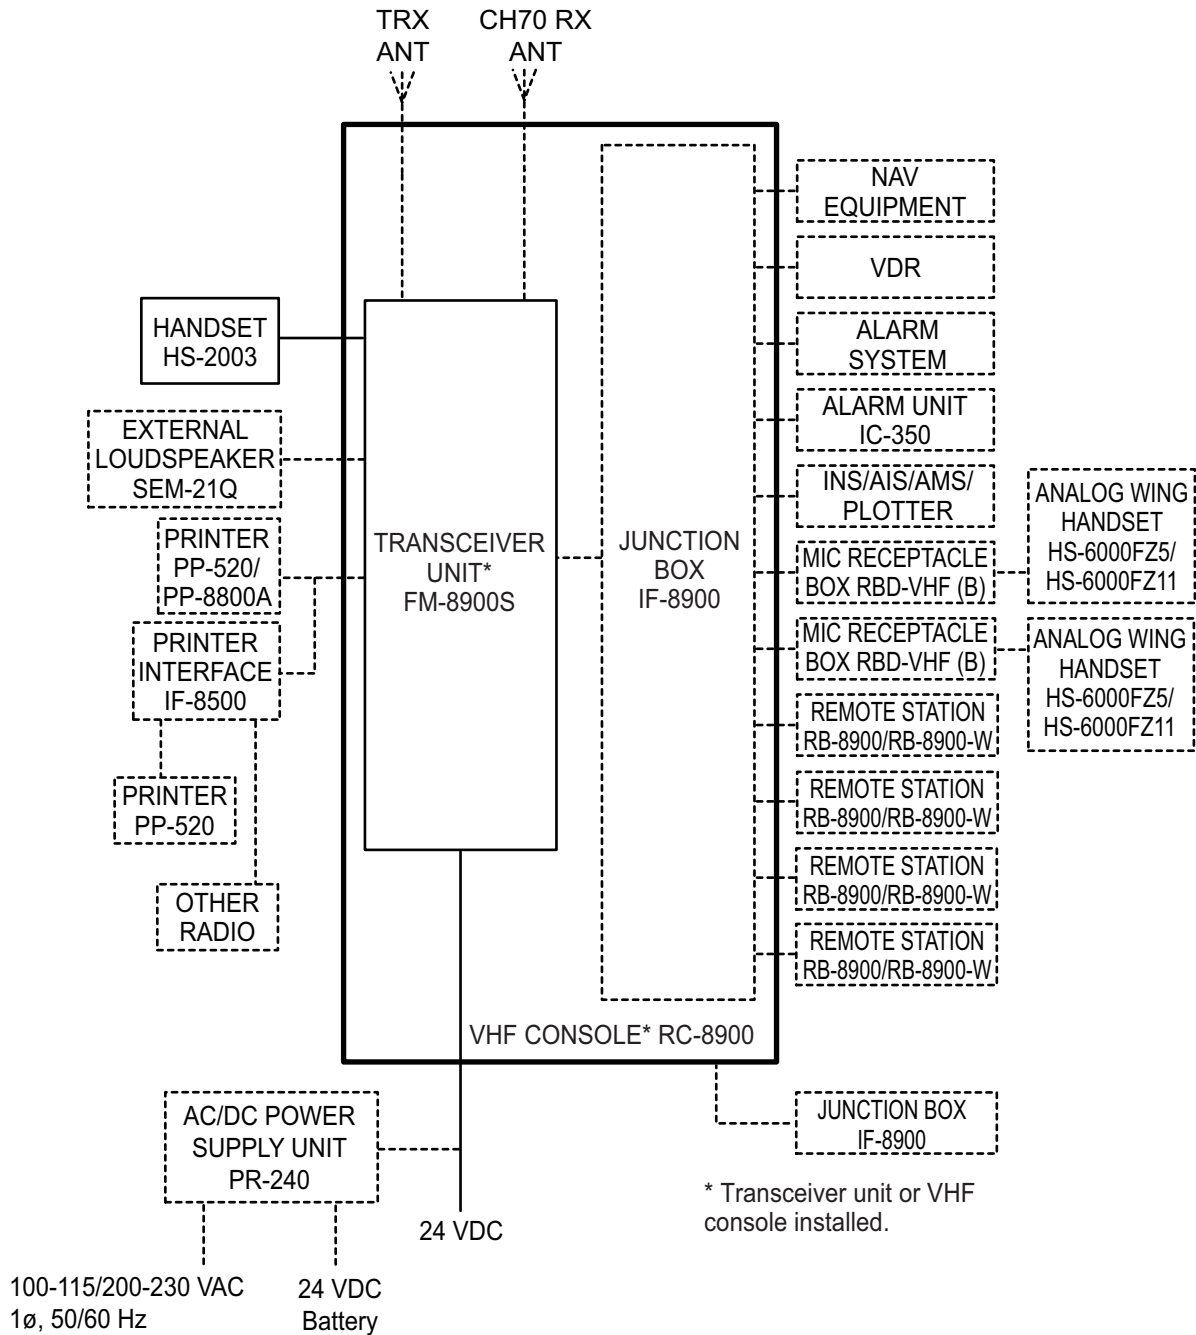 TRX
ANT
CH70 RX
ANT
NAV
EQUIPMENT
VDR
HANDSET
HS-2003
ALARM
SYSTEM
EXTERNAL
LOUDSPEAKER
SEM-21Q
ALARM UNIT
IC-350
INS/AIS/AMS/
PLOTTER
ANALOG WING
HANDSET
HS-6000FZ5/
HS-6000FZ11
PRINTER
PP-520/
PP-8800A
TRANSCEIVER
UNIT*
FM-8900S
JUNCTION
BOX
IF-8900
MIC RECEPTACLE
BOX RBD-VHF (B)
PRINTER
INTERFACE
IF-8500
MIC RECEPTACLE
BOX RBD-VHF (B)
ANALOG WING
HANDSET
HS-6000FZ5/
HS-6000FZ11
REMOTE STATION
RB-8900/RB-8900-W
PRINTER
PP-520
REMOTE STATION
RB-8900/RB-8900-W
OTHER
RADIO
REMOTE STATION
RB-8900/RB-8900-W
REMOTE STATION
RB-8900/RB-8900-W
VHF CONSOLE* RC-8900
AC/DC POWER
SUPPLY UNIT
PR-240
JUNCTION BOX
IF-8900
24 VDC
* Transceiver unit or VHF
console installed.
100-115/200-230 VAC
1ø, 50/60 Hz
24 VDC
Battery